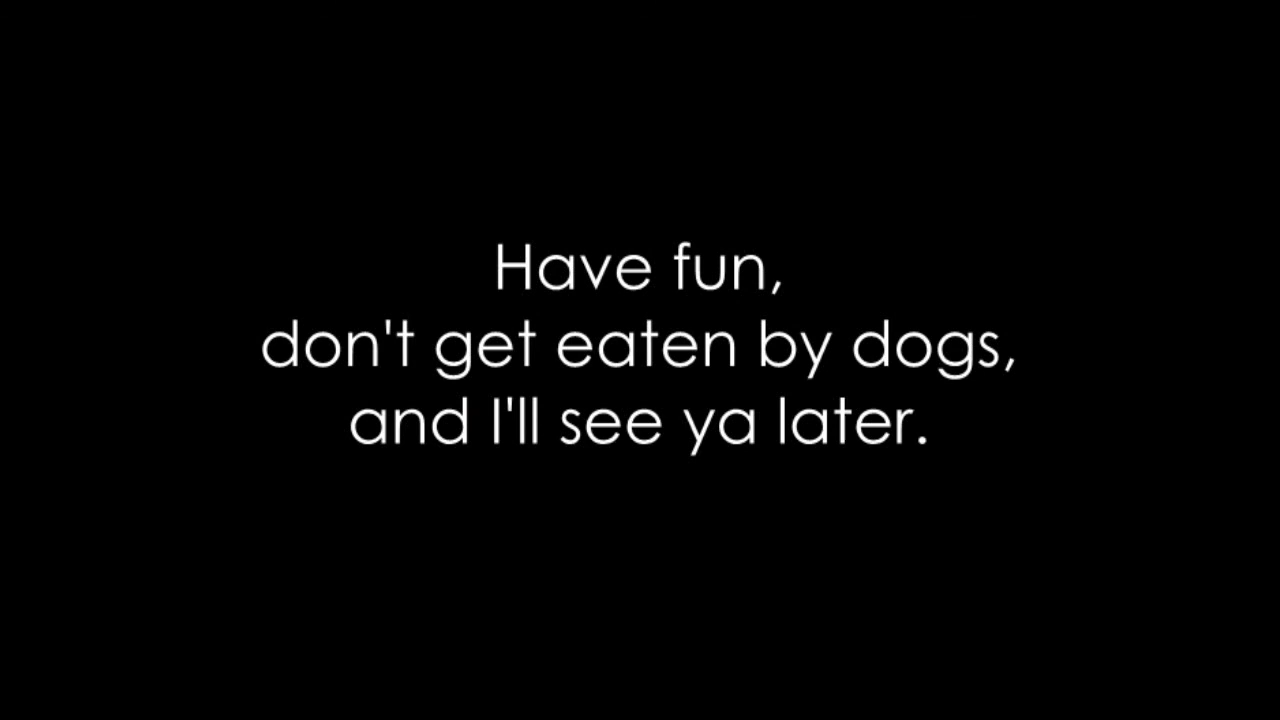 Have fun,
don't get eaten by dogs,
and I'll see ya later.